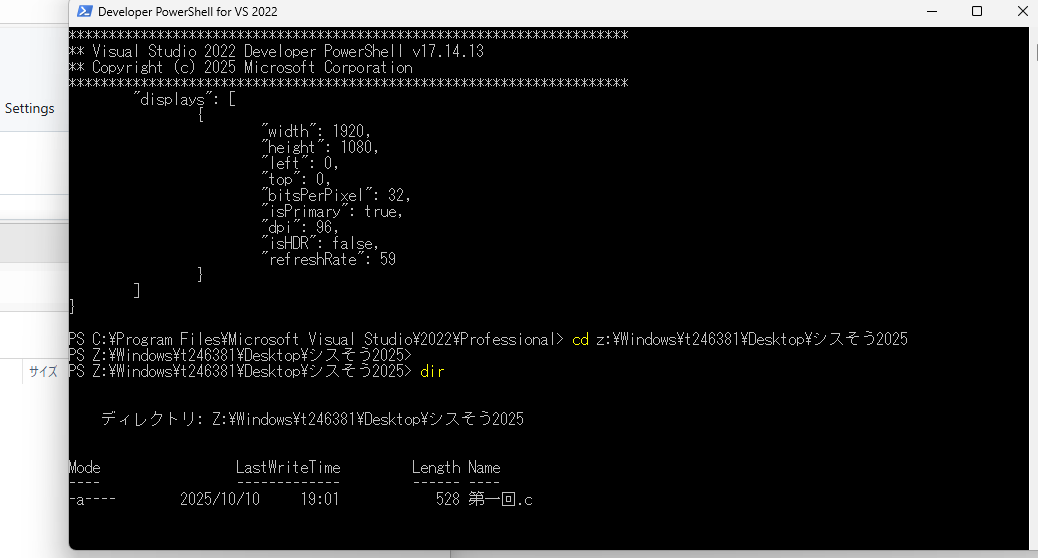 Developer PowerShell for VS 2022
**********************************************************************
** Visual Studio 2022 Developer PowerShell v17.14.13
** Copyright (c) 2025 Microsoft Corporation
**********************************************************************
"displays": [
{
"width": 1920,
"height": 1080,
"left": 0,
"top": 0,
"bitsPerPixel": 32,
"isPrimary": true,
"dpi": 96,
"isHDR": false,
"refreshRate": 59
}
]
}
PS C:¥Program Files¥Microsoft Visual Studio¥2022¥Professional> cd z:¥Windows¥t246381¥Desktop¥シスそう2025
PS Z:¥Windows¥t246381¥Desktop¥シスそう2025>
PS Z:¥Windows¥t246381¥Desktop¥シスそう2025> dir
ディレクトリ: Z:¥Windows¥t246381¥Desktop¥シスそう2025
Mode LastWriteTime Length Name
---- ------------- ------ ----
-a---- 2025/10/10 19:01 528 第一回.c
Settings
サイズ